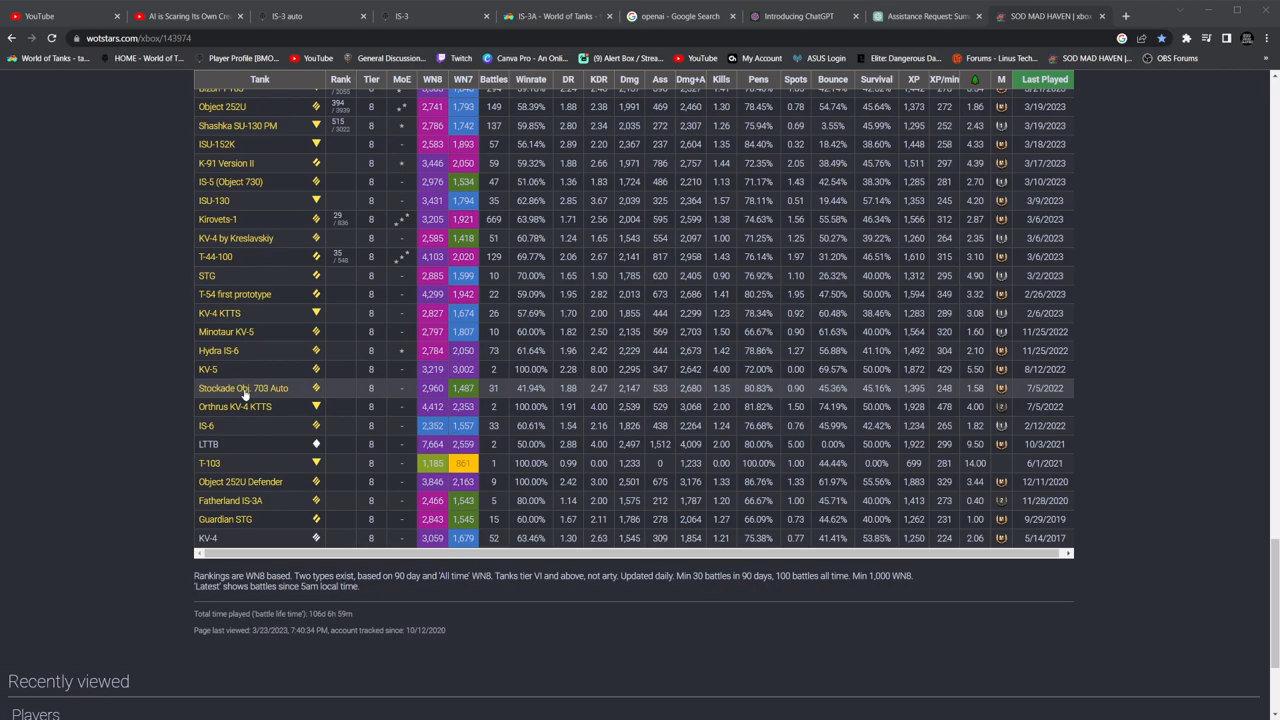 YouTube
AI is Scaring Its Own Cre
IS-3 auto
IS-3
IS-3A - World of Tanks
openai - Google Search
Introducing ChatGPT
Assistance Request: Sum
SOD MAD HAVEN | xbox
wotstars.com/xbox/143974
World of Tanks - ta...
HOME - World of T...
Player Profile [BMO...
YouTube
General Discussion...
Twitch
Canva Pro - An Onli...
(9) Alert Box / Strea...
YouTube
My Account
ASUS Login
Elite: Dangerous Da...
Forums - Linus Tech...
SOD MAD HAVEN |...
OBS Forums
Tank Rank Tier MoE WN8 WN7 Battles Winrate DR KDR Dmg Ass Dmg+A Kills Pens Spots Bounce Survival XP XP/min M Last Played
Object 252U 394 / 3939 8 ** 2,741 1,793 149 58.39% 1.88 2.38 1,991 469 2,460 1.30 78.45% 0.78 54.74% 45.64% 1,373 272 1.86 3/19/2023
Shashka SU-130 PM 515 / 3022 8 * 2,786 1,742 137 59.85% 2.80 2.34 2,035 272 2,307 1.26 75.94% 0.69 3.55% 45.99% 1,295 252 2.43 3/19/2023
ISU-152K 8 - 2,583 1,893 57 56.14% 2.89 2.20 2,367 237 2,604 1.35 84.40% 0.32 18.42% 38.60% 1,448 258 4.33 3/18/2023
K-91 Version II 8 * 3,446 2,050 59 59.32% 1.88 2.66 1,971 786 2,757 1.44 72.35% 2.05 38.49% 45.76% 1,511 297 4.39 3/17/2023
IS-5 (Object 730) 8 - 2,976 1,534 47 51.06% 1.36 1.83 1,724 486 2,210 1.13 71.17% 1.43 42.54% 38.30% 1,285 281 2.70 3/10/2023
ISU-130 8 - 3,431 1,794 35 62.86% 2.85 3.67 2,039 325 2,364 1.57 78.11% 0.51 19.44% 57.14% 1,353 245 4.20 3/9/2023
Kirovets-1 29 / 836 8 *** 3,205 1,921 669 63.98% 1.71 2.56 2,004 595 2,599 1.38 74.63% 1.56 55.58% 46.34% 1,366 312 2.87 3/6/2023
KV-4 by Kreslavskiy 8 - 2,585 1,418 51 60.78% 1.24 1.65 1,543 554 2,097 1.00 71.25% 1.25 50.27% 39.22% 1,260 264 2.35 3/6/2023
T-44-100 35 / 548 8 *** 4,103 2,020 129 69.77% 2.06 2.67 2,141 817 2,958 1.43 76.14% 1.97 31.20% 46.51% 1,610 315 3.10 3/6/2023
STG 8 - 2,885 1,599 10 70.00% 1.65 1.50 1,785 620 2,405 0.90 76.92% 1.10 26.32% 40.00% 1,312 295 4.90 3/2/2023
T-54 first prototype 8 - 4,299 1,942 22 59.09% 1.95 2.82 2,013 673 2,686 1.41 80.25% 1.95 47.50% 50.00% 1,594 349 3.32 2/26/2023
KV-4 KTTS 8 - 2,827 1,674 26 57.69% 1.70 2.00 1,855 444 2,299 1.23 78.34% 0.92 60.48% 38.46% 1,283 289 3.08 2/6/2023
Minotaur KV-5 8 - 2,797 1,807 10 60.00% 1.82 2.50 2,135 569 2,703 1.50 66.67% 0.90 61.63% 40.00% 1,564 320 1.60 11/25/2022
Hydra IS-6 8 * 2,784 2,050 73 61.64% 1.96 2.42 2,229 444 2,673 1.42 78.86% 1.27 56.88% 41.10% 1,492 304 2.10 11/25/2022
KV-5 8 - 3,219 3,002 2 100.00% 2.28 8.00 2,295 347 2,642 4.00 72.00% 0.00 69.57% 50.00% 1,872 429 5.50 8/12/2022
Stockade Obj. 703 Auto 8 - 2,960 1,487 31 41.94% 1.88 2.47 2,147 533 2,680 1.35 80.83% 0.90 45.36% 45.16% 1,395 248 1.58 7/5/2022
Orthrus KV-4 KTTS 8 - 4,412 2,353 2 100.00% 1.91 4.00 2,539 529 3,068 2.00 81.82% 1.50 74.19% 50.00% 1,928 478 4.00 7/5/2022
IS-6 8 - 2,352 1,557 33 60.61% 1.54 2.16 1,826 438 2,264 1.24 76.68% 0.76 45.99% 42.42% 1,234 265 1.82 2/12/2022
LTTB 8 - 7,664 2,559 2 50.00% 2.88 4.00 2,497 1,512 4,009 2.00 80.00% 5.00 0.00% 50.00% 1,922 299 9.50 10/3/2021
T-103 8 - 1,185 861 1 100.00% 0.99 0.00 1,233 0 1,233 0.00 100.00% 1.00 44.44% 0.00% 699 281 14.00 6/1/2021
Object 252U Defender 8 - 3,846 2,163 9 100.00% 2.42 3.00 2,501 675 3,176 1.33 86.76% 1.33 61.97% 55.56% 1,883 329 3.44 12/11/2020
Fatherland IS-3A 8 - 2,466 1,543 5 80.00% 1.14 2.00 1,575 212 1,787 1.20 66.67% 1.00 45.71% 40.00% 1,413 273 0.40 11/28/2020
Guardian STG 8 - 2,843 1,545 15 60.00% 1.67 2.11 1,786 278 2,064 1.27 66.09% 0.73 44.62% 40.00% 1,262 231 1.00 9/29/2019
KV-4 8 - 3,059 1,679 52 63.46% 1.30 2.63 1,545 309 1,854 1.21 75.38% 0.77 41.41% 53.85% 1,250 224 2.06 5/14/2017
Rankings are WN8 based. Two types exist, based on 90 day and 'All time' WN8. Tanks tier VI and above, not arty. Updated daily. Min 30 battles in 90 days, 100 battles all time. Min 1,000 WN8.
'Latest' shows battles since 5am local time.
Total time played ('battle life time'): 106d 6h 59m
Page last viewed: 3/23/2023, 7:40:34 PM, account tracked since: 10/12/2020
Recently viewed
Players